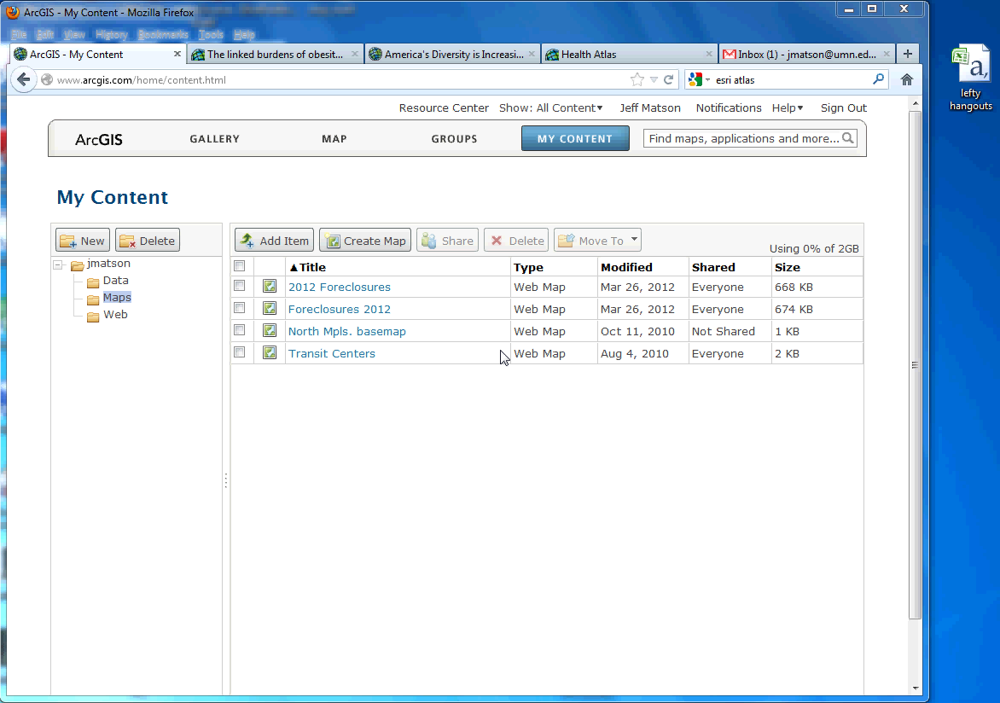 ArcGIS - My Content - Mozilla Firefox
File Edit View History Bookmarks Tools Help
ArcGIS - My Content
The linked burdens of obesit...
America's Diversity is Increasi...
Health Atlas
Inbox (1) - jmatson@umn.ed...
www.arcgis.com/home/content.html
esri atlas
a,
lefty
hangouts
Resource Center Show: All Content Jeff Matson Notifications Help Sign Out
ArcGIS GALLERY MAP GROUPS MY CONTENT Find maps, applications and more...
My Content
New Delete
Add Item Create Map Share Delete Move To
Using 0% of 2GB
jmatson
Data
Maps
Web
Title Type Modified Shared Size
2012 Foreclosures Web Map Mar 26, 2012 Everyone 668 KB
Foreclosures 2012 Web Map Mar 26, 2012 Everyone 674 KB
North Mpls. basemap Web Map Oct 11, 2010 Not Shared 1 KB
Transit Centers Web Map Aug 4, 2010 Everyone 2 KB